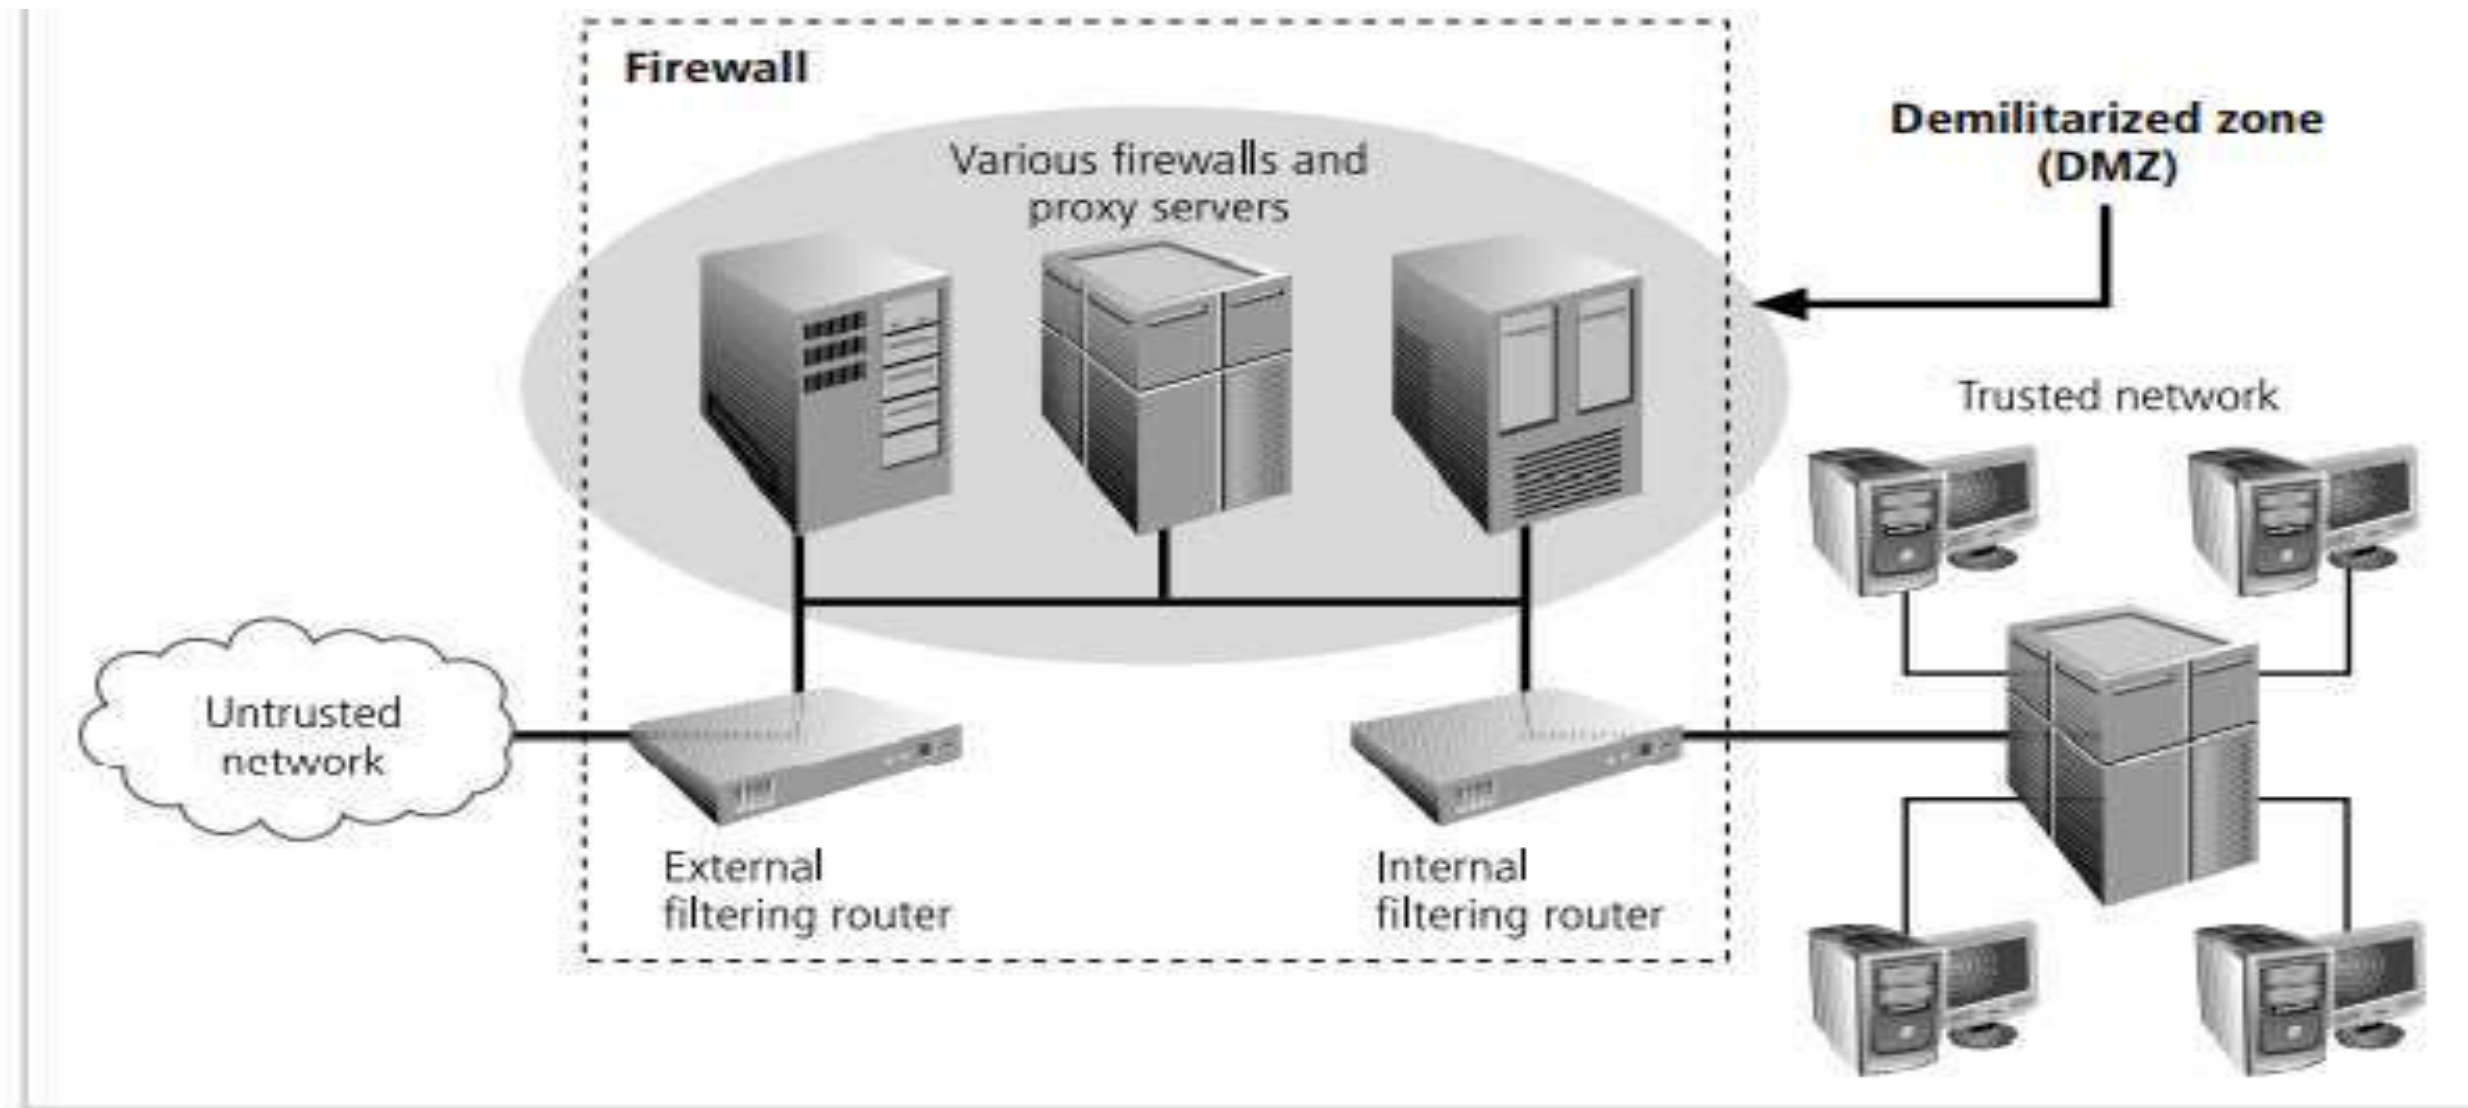 Firewall
Various firewalls and
proxy servers
Demilitarized zone
(DMZ)
Trusted network
Untrusted
network
External
filtering router
Internal
filtering router